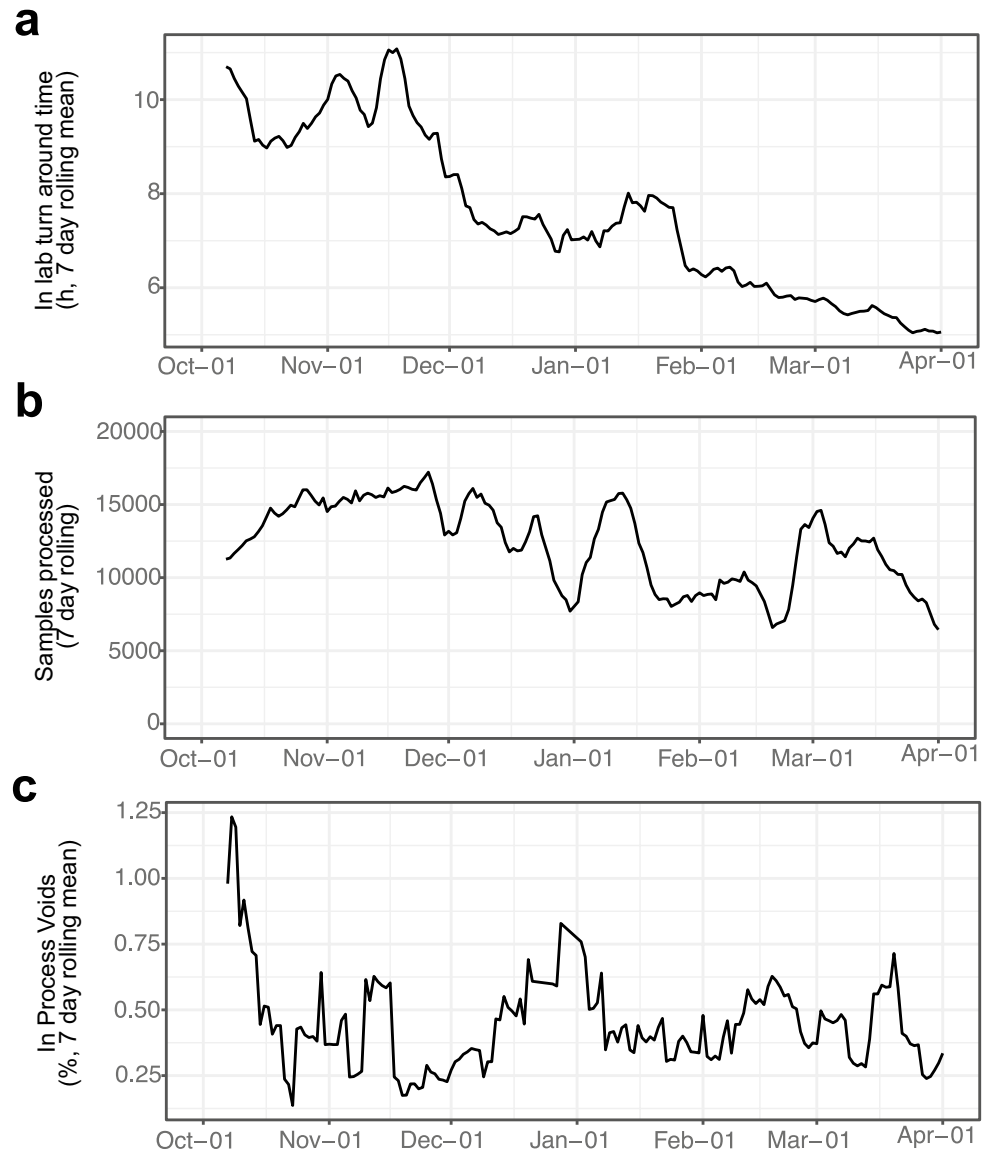 a
In lab turn around time
(h, 7 day rolling mean)
10
8
6
Oct−01 Nov−01 Dec−01 Jan−01 Feb−01 Mar−01 Apr−01
b
Samples processed
(7 day rolling)
20000
15000
10000
5000
0
Oct−01 Nov−01 Dec−01 Jan−01 Feb−01 Mar−01 Apr−01
c
In Process Voids
(%, 7 day rolling mean)
1.25
1.00
0.75
0.50
0.25
Oct−01 Nov−01 Dec−01 Jan−01 Feb−01 Mar−01 Apr−01